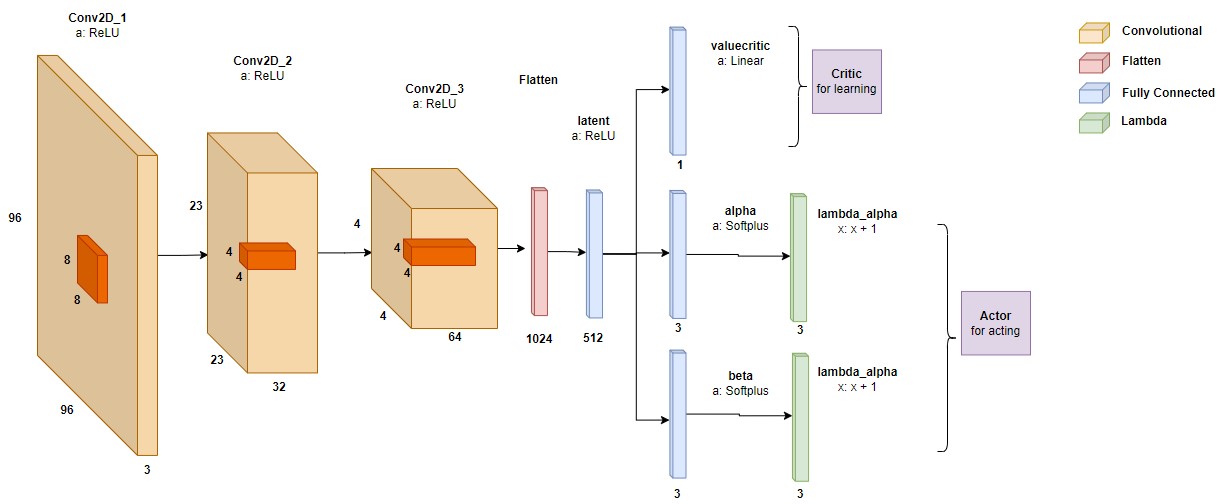 Conv2D_1
a: ReLU
96
8
8
96
3
Conv2D_2
a: ReLU
23
4
4
23
32
Conv2D_3
a: ReLU
4
4
4
4
64
Flatten
1024
latent
a: ReLU
512
valuecritic
a: Linear
1
Critic
for learning
alpha
a: Softplus
3
lambda_alpha
x: x + 1
3
beta
a: Softplus
3
lambda_alpha
x: x + 1
3
Actor
for acting
Convolutional
Flatten
Fully Connected
Lambda